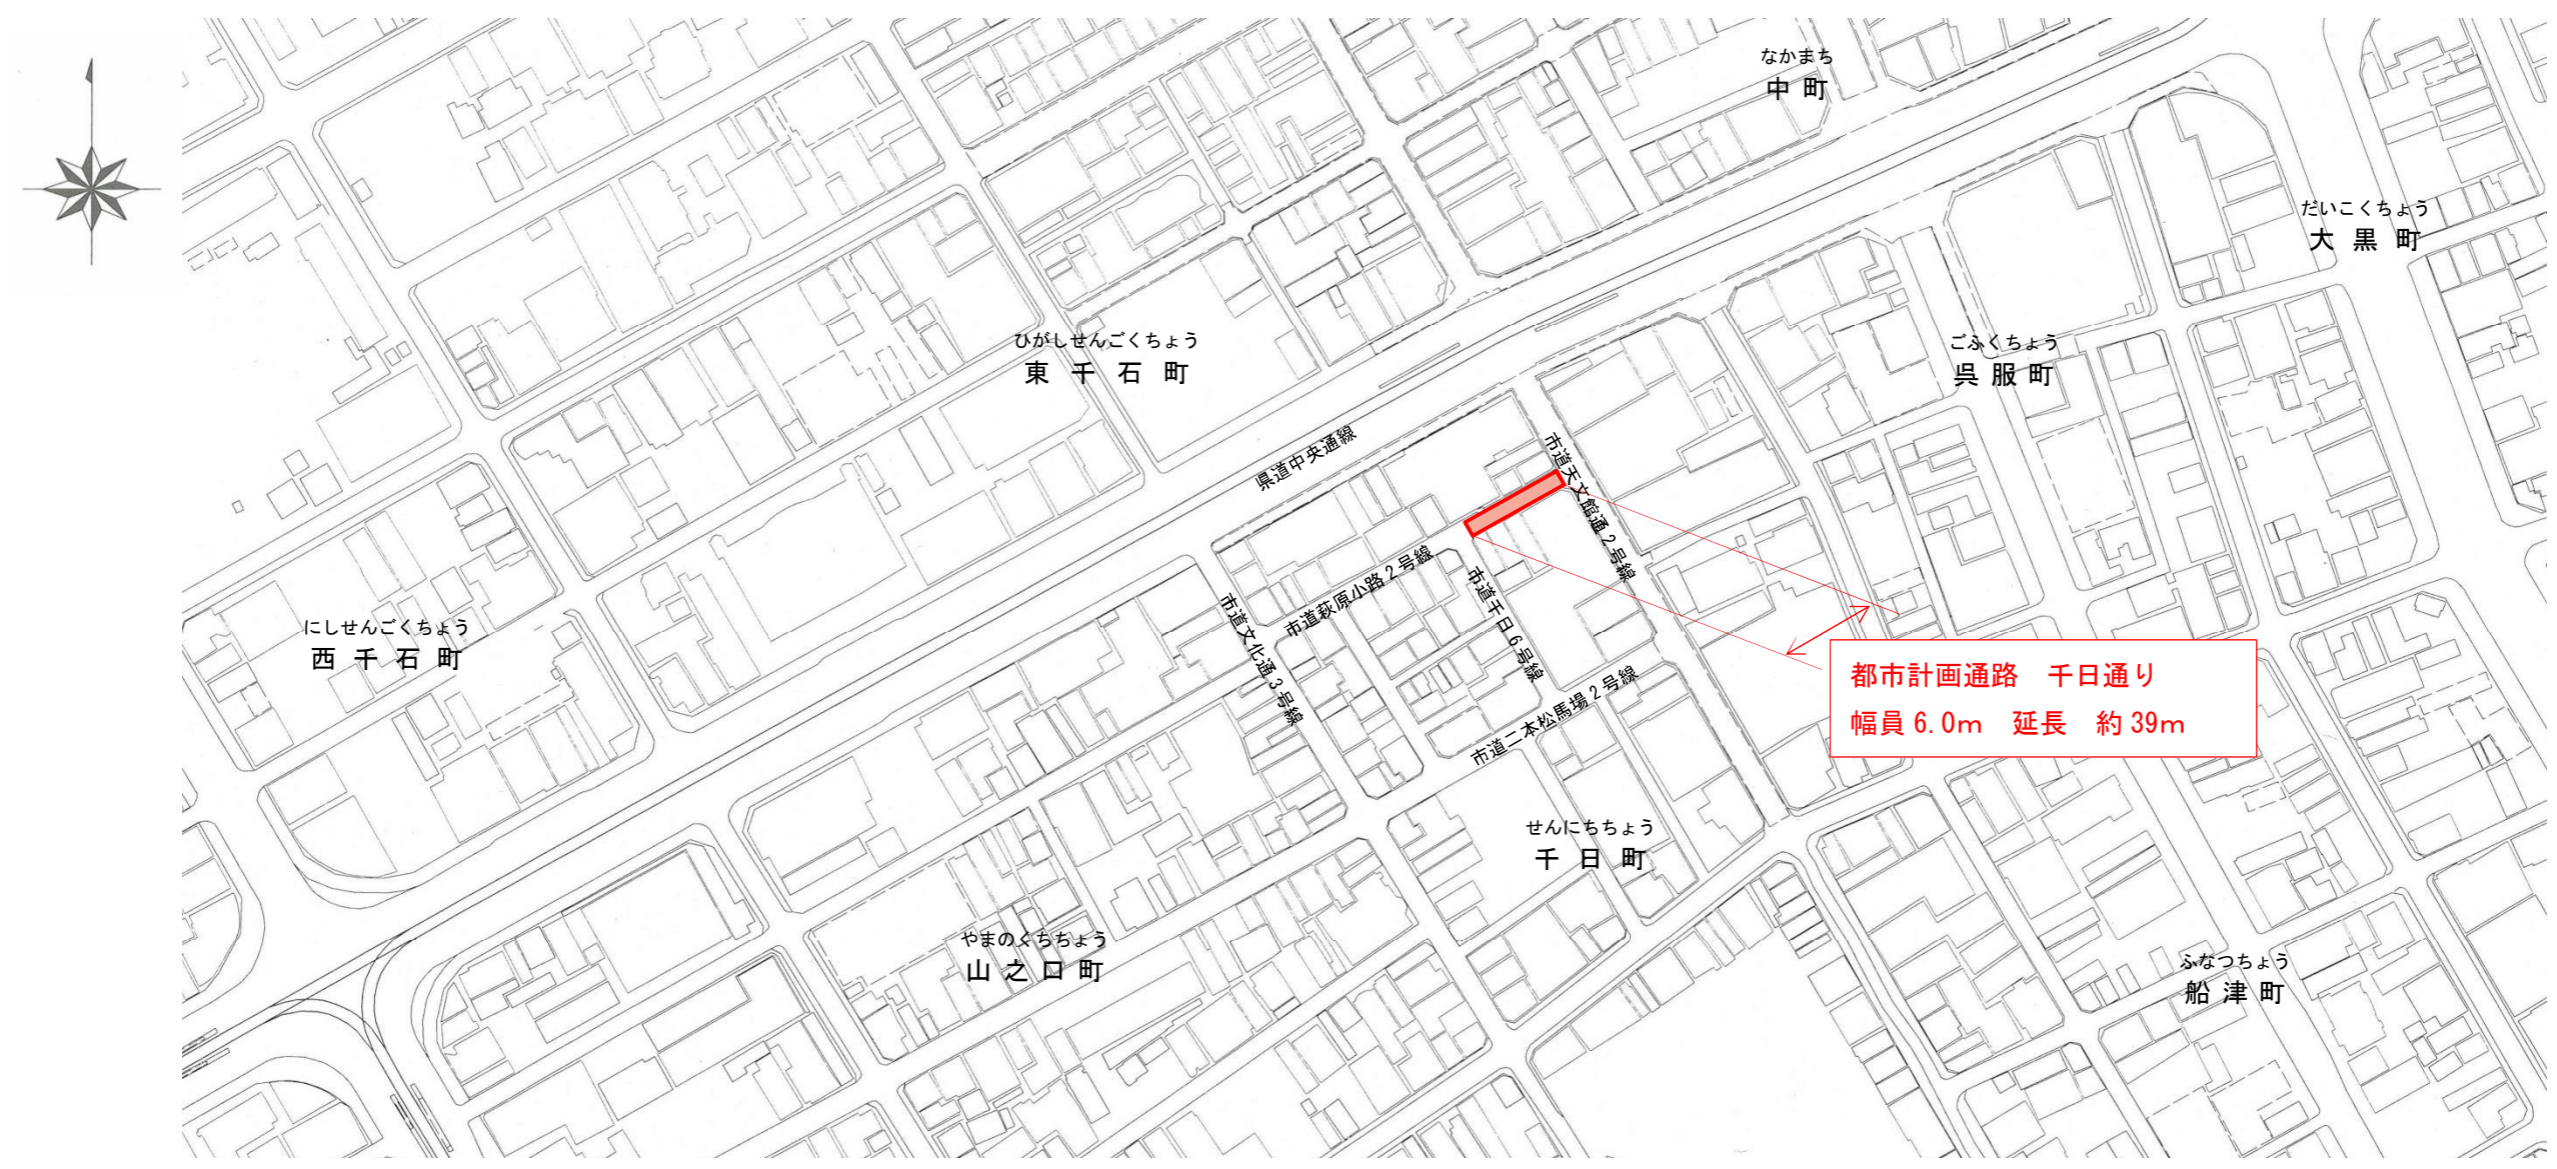 なかまち
中町
だいこくちょう
大黒町
ひがしせんごくちょう
東千石町
ごふくちょう
呉服町
県道中央通線
市道天文館通2号線
市道萩原小路2号線
市道千日6号線
市道文化通3号線
市道二本松馬場2号線
にしせんごくちょう
西千石町
都市計画通路　千日通り
幅員6.0m　延長　約39m
せんにちちょう
千日町
やまのくちちょう
山之口町
ふなつちょう
船津町